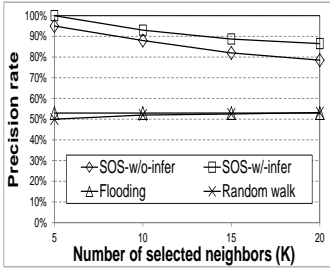 Precision rate
100%
90%
80%
70%
60%
50%
40%
30%
20%
10%
0%
SOS-w/o-infer SOS-w/-infer
Flooding Random walk
5 10 15 20
Number of selected neighbors (K)